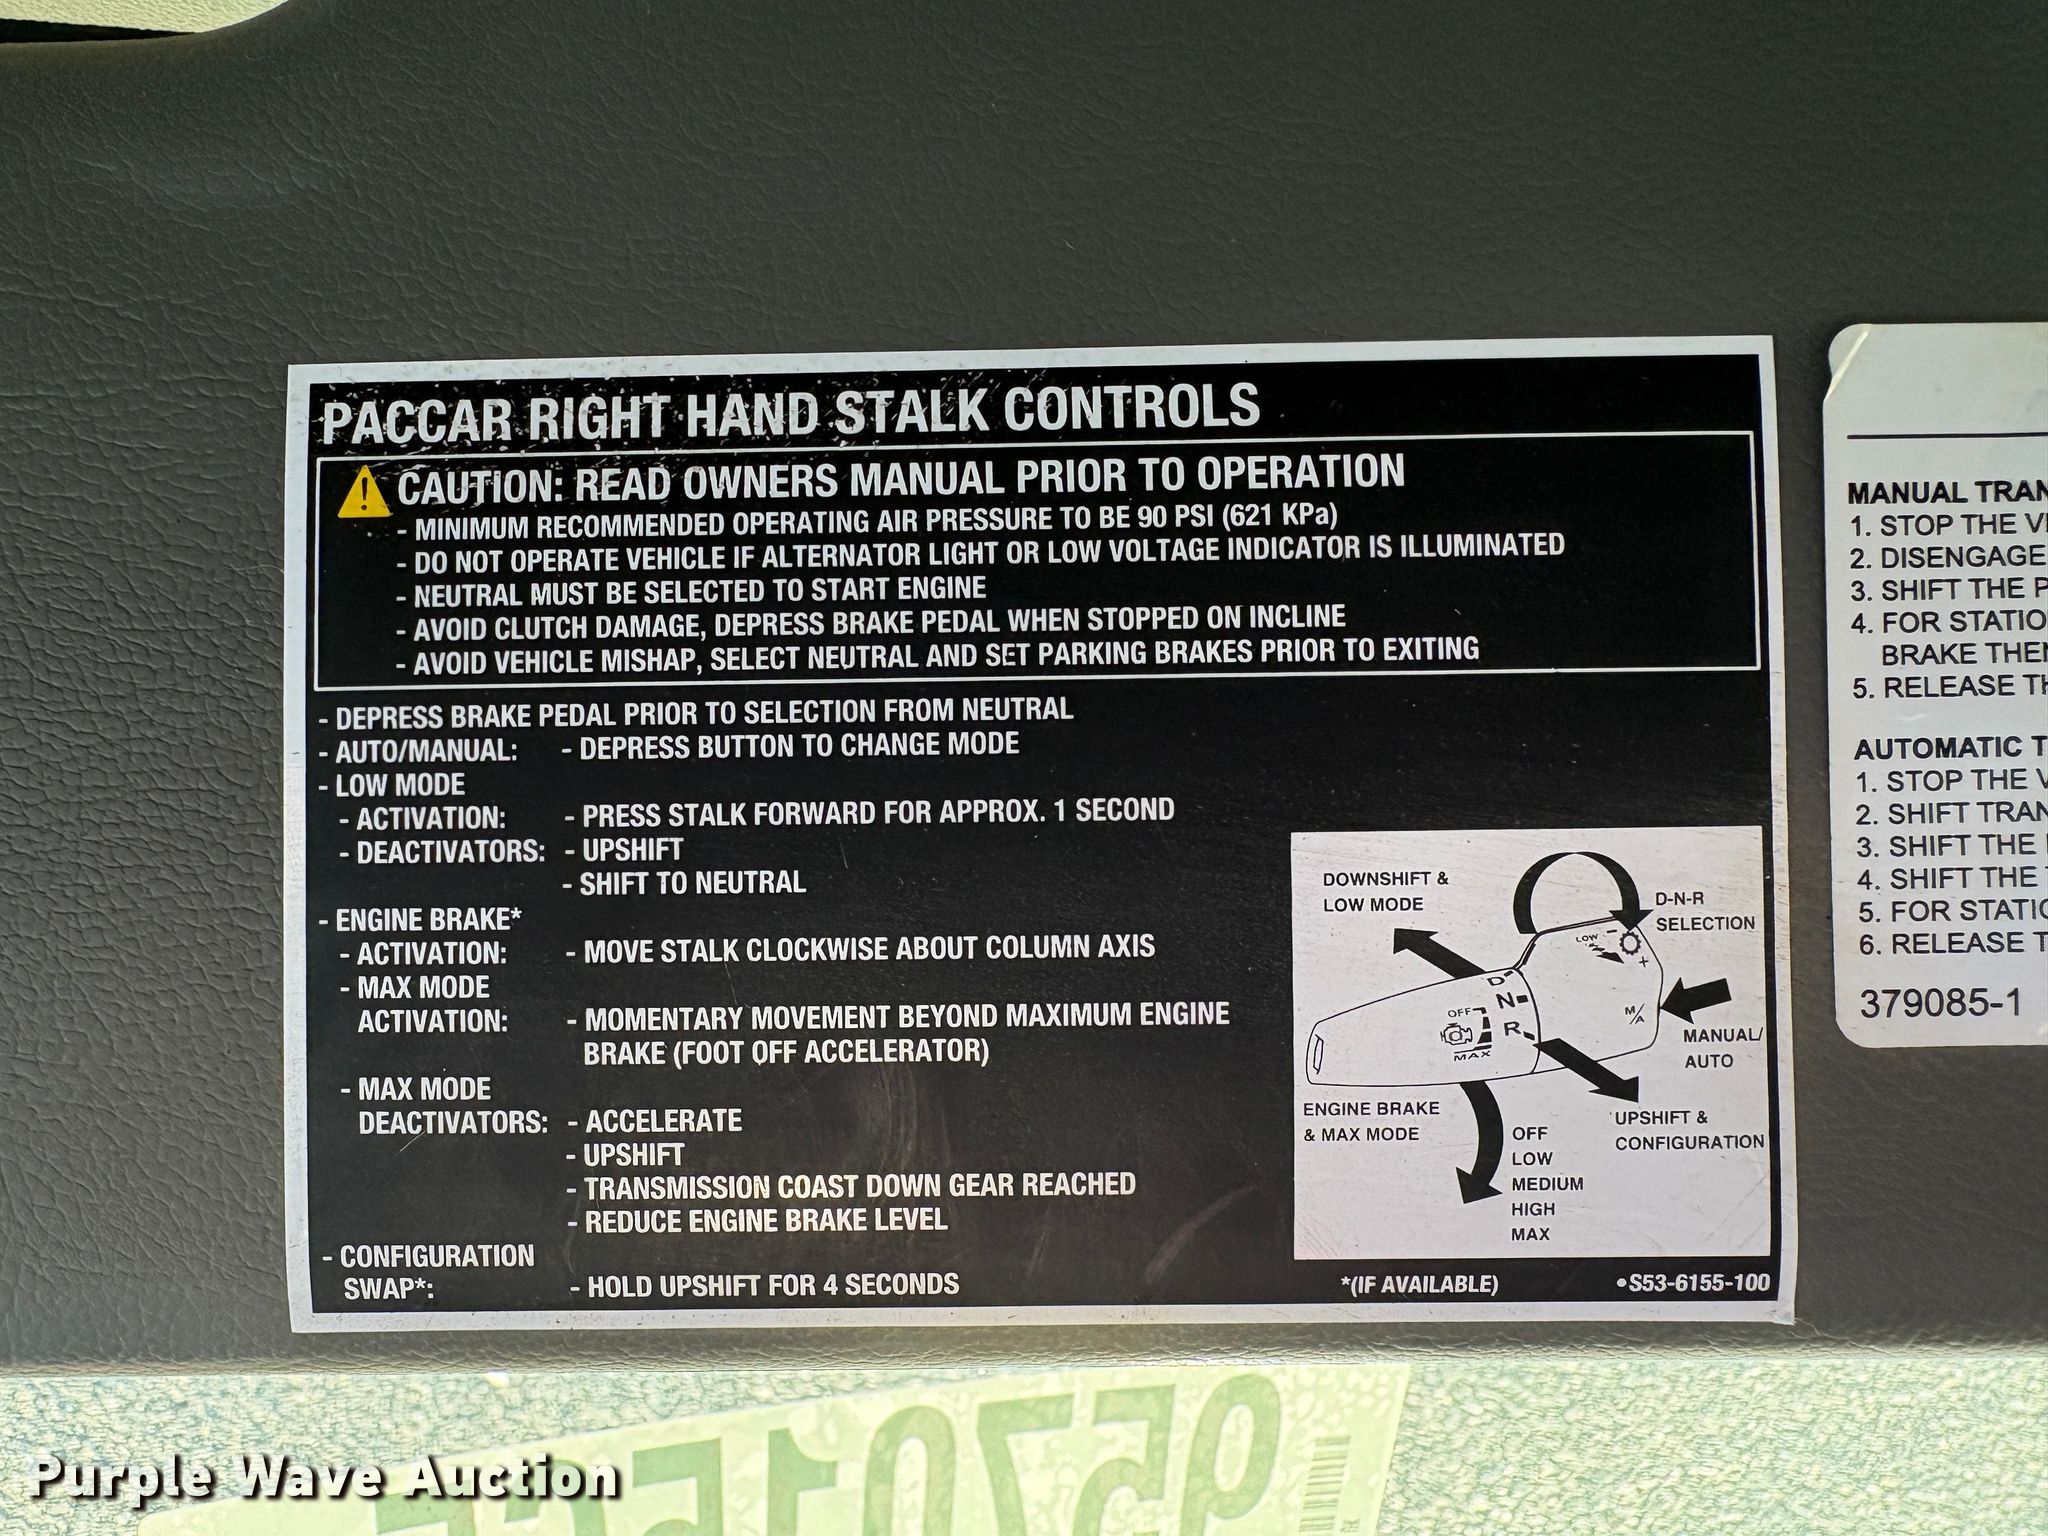 PACCAR RIGHT HAND STALK CONTROLS
CAUTION: READ OWNERS MANUAL PRIOR TO OPERATION
- MINIMUM RECOMMENDED OPERATING AIR PRESSURE TO BE 90 PSI (621 KPa)
- DO NOT OPERATE VEHICLE IF ALTERNATOR LIGHT OR LOW VOLTAGE INDICATOR IS ILLUMINATED
- NEUTRAL MUST BE SELECTED TO START ENGINE
- AVOID CLUTCH DAMAGE, DEPRESS BRAKE PEDAL WHEN STOPPED ON INCLINE
- AVOID VEHICLE MISHAP, SELECT NEUTRAL AND SET PARKING BRAKES PRIOR TO EXITING
- DEPRESS BRAKE PEDAL PRIOR TO SELECTION FROM NEUTRAL
- AUTO/MANUAL: - DEPRESS BUTTON TO CHANGE MODE
- LOW MODE
- ACTIVATION: - PRESS STALK FORWARD FOR APPROX. 1 SECOND
- DEACTIVATORS: - UPSHIFT
- SHIFT TO NEUTRAL
- ENGINE BRAKE*
- ACTIVATION: - MOVE STALK CLOCKWISE ABOUT COLUMN AXIS
- MAX MODE
ACTIVATION: - MOMENTARY MOVEMENT BEYOND MAXIMUM ENGINE
BRAKE (FOOT OFF ACCELERATOR)
- MAX MODE
DEACTIVATORS: - ACCELERATE
- UPSHIFT
- TRANSMISSION COAST DOWN GEAR REACHED
- REDUCE ENGINE BRAKE LEVEL
- CONFIGURATION
SWAP*: - HOLD UPSHIFT FOR 4 SECONDS
DOWNSHIFT &
LOW MODE
D-N-R
SELECTION
LOW - +
D
N
R
OFF
MAX
M/A
MANUAL/
AUTO
ENGINE BRAKE
& MAX MODE
UPSHIFT &
CONFIGURATION
OFF
LOW
MEDIUM
HIGH
MAX
*(IF AVAILABLE)
•S53-6155-100
MANUAL TRAN
1. STOP THE V
2. DISENGAGE
3. SHIFT THE P
4. FOR STATIO
BRAKE THEN
5. RELEASE TH
AUTOMATIC T
1. STOP THE V
2. SHIFT TRAN
3. SHIFT THE
4. SHIFT THE
5. FOR STATIO
6. RELEASE T
379085-1
Purple Wave Auction